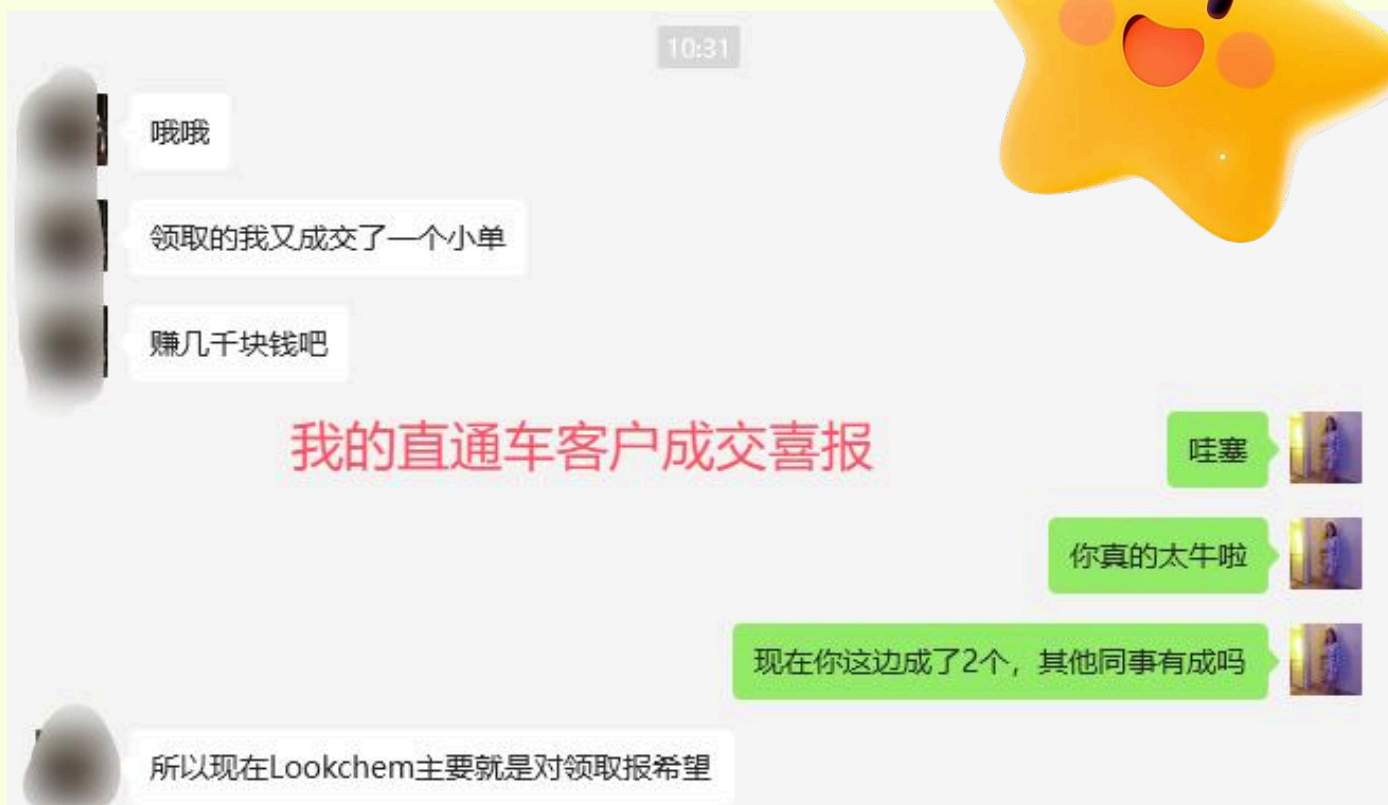 10:31
哦哦
领取的我又成交了一个小单
赚几千块钱吧
我的直通车客户成交喜报
哇塞
你真的太牛啦
现在你这边成了2个，其他同事有成吗
所以现在Lookchem主要就是对领取报希望